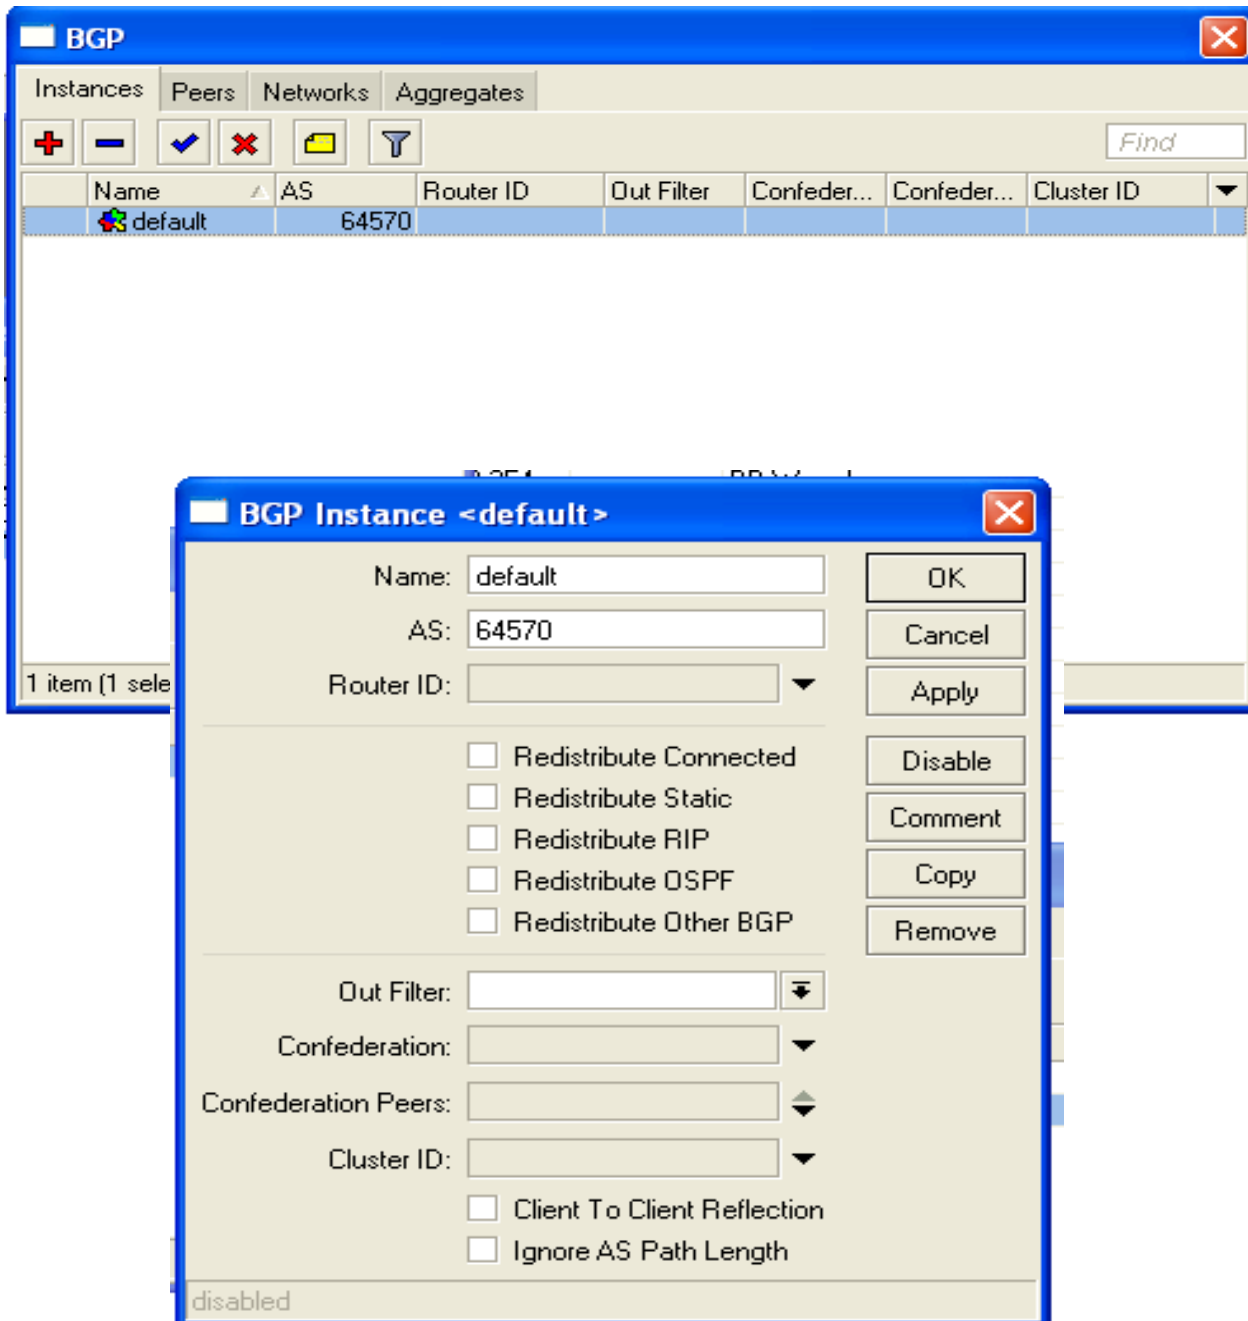 BGP
Instances Peers Networks Aggregates
Find
Name AS Router ID Out Filter Confeder... Confeder... Cluster ID
default 64570
BGP Instance <default>
Name: default OK
AS: 64570 Cancel
1 item (1 sele
Router ID: Apply
Redistribute Connected Disable
Redistribute Static
Comment
Redistribute RIP
Redistribute OSPF Copy
Redistribute Other BGP Remove
Out Filter:
Confederation:
Confederation Peers:
Cluster ID:
Client To Client Reflection
Ignore AS Path Length
disabled